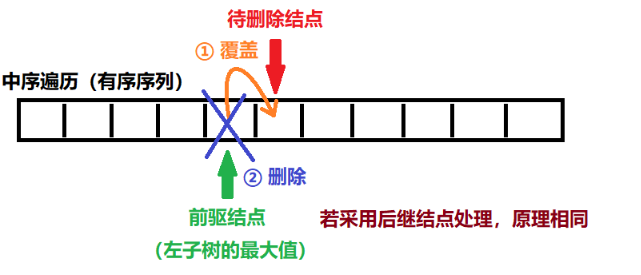 待删除结点
① 覆盖
中序遍历（有序序列）
② 删除
前驱结点
（左子树的最大值）
若采用后继结点处理，原理相同